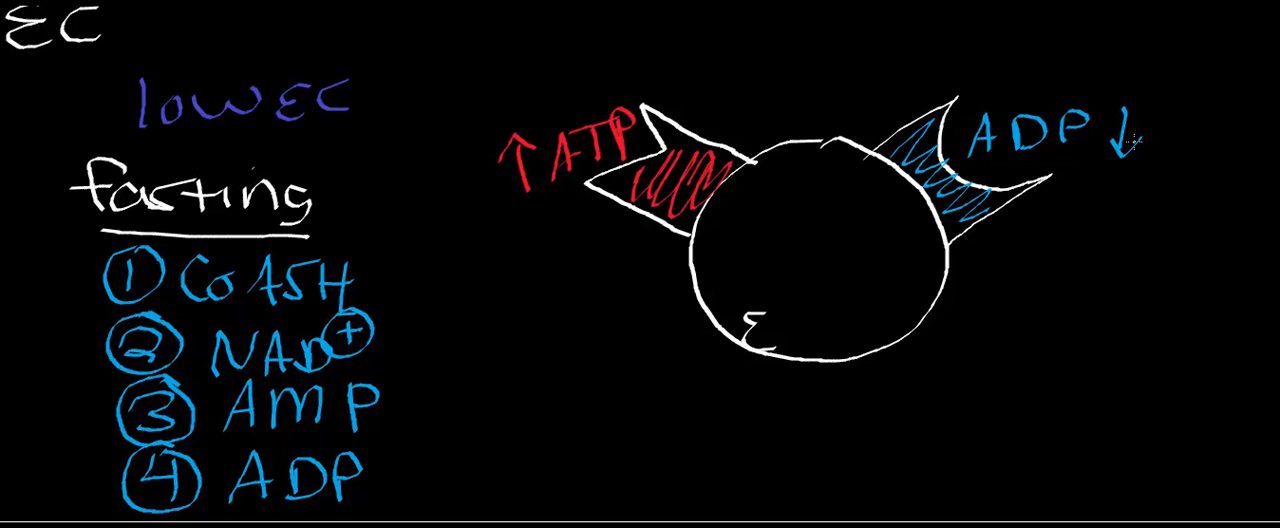 EC
low EC
fasting
① CoASH
② NAD⊕
③ AMP
④ ADP
↑ ATP
ADP ↓
E